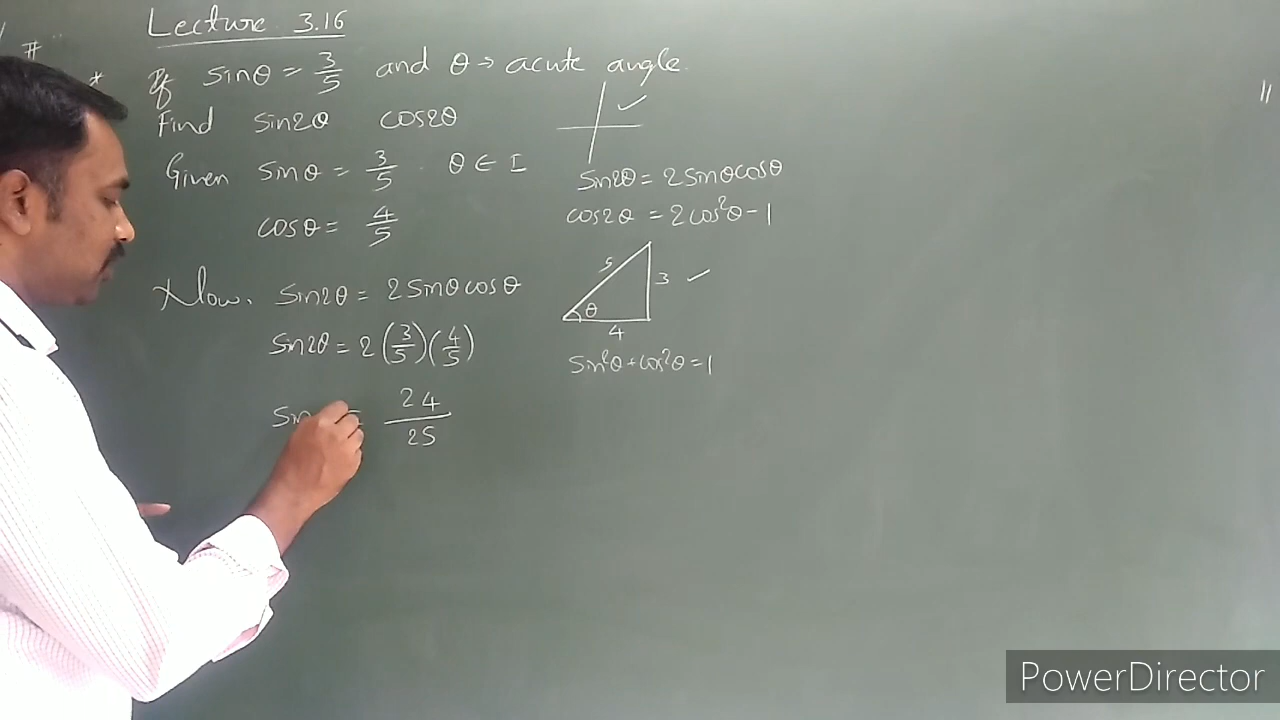 Lecture 3.16
#
* If sinθ = 3/5 and θ → acute angle.
Find sin2θ cos2θ
Given sinθ = 3/5 . θ ∈ I
cosθ = 4/5
Now. sin2θ = 2sinθcosθ
sin2θ = 2(3/5)(4/5)
sin = 24/25
✓
sin2θ = 2sinθcosθ
cos2θ = 2cos²θ - 1
5 3 ✓
θ
4
sin²θ + cos²θ = 1
"
PowerDirector